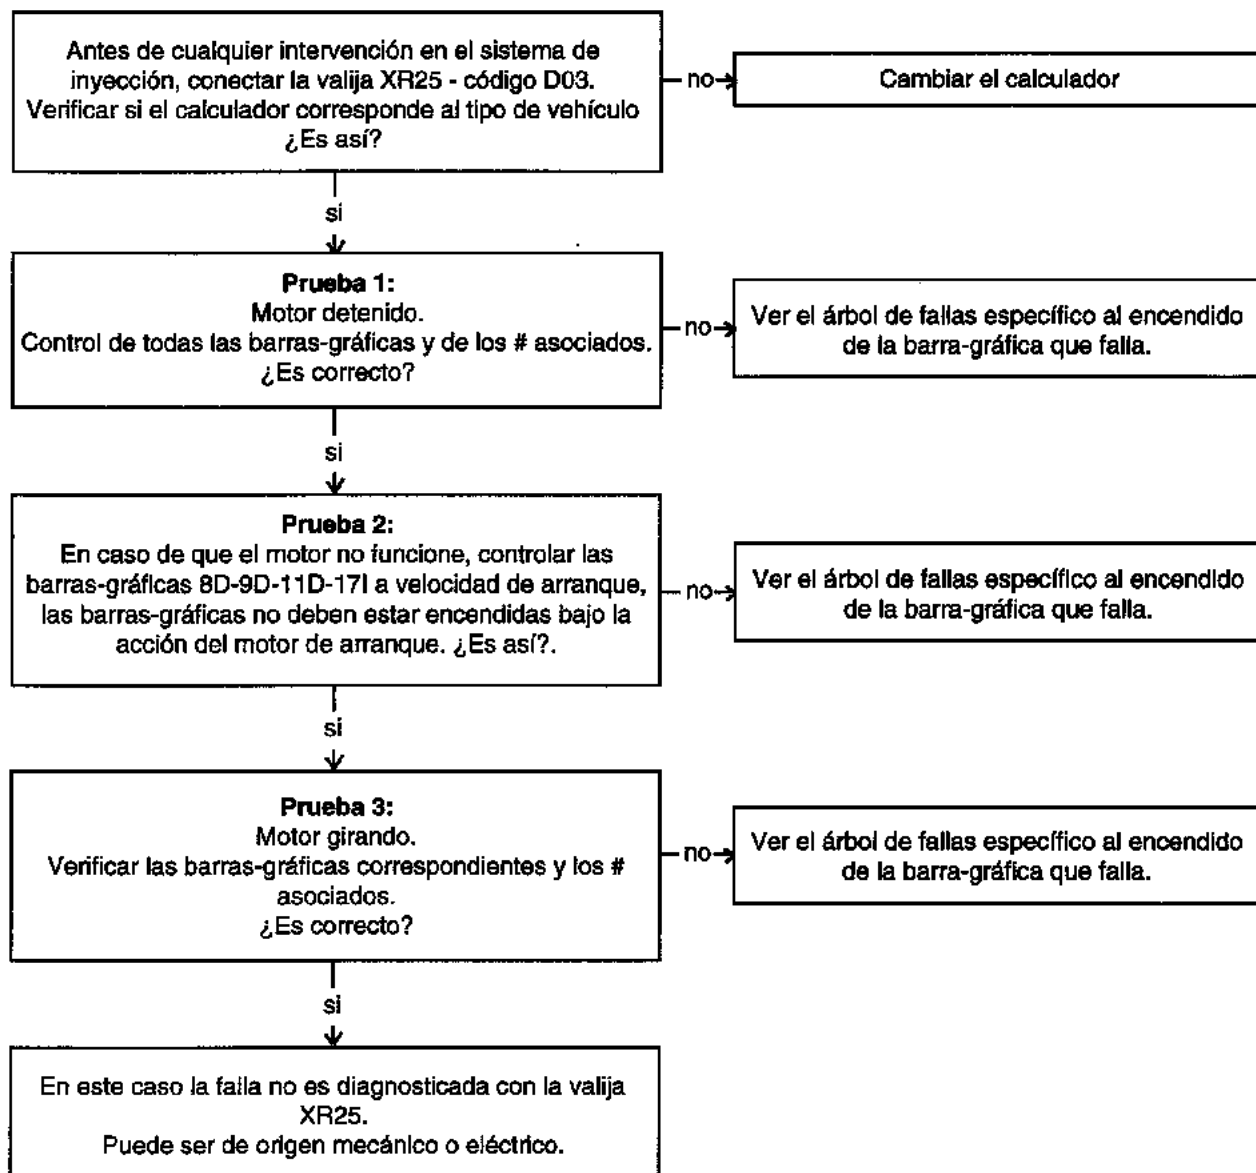 Antes de cualquier intervención en el sistema de
inyección, conectar la valija XR25 - código D03.
Verificar si el calculador corresponde al tipo de vehículo
¿Es así?
no
Cambiar el calculador
si
Prueba 1:
Motor detenido.
Control de todas las barras-gráficas y de los # asociados.
¿Es correcto?
no
Ver el árbol de fallas específico al encendido
de la barra-gráfica que falla.
si
Prueba 2:
En caso de que el motor no funcione, controlar las
barras-gráficas 8D-9D-11D-17I a velocidad de arranque,
las barras-gráficas no deben estar encendidas bajo la
acción del motor de arranque. ¿Es así?.
no
Ver el árbol de fallas específico al encendido
de la barra-gráfica que falla.
si
Prueba 3:
Motor girando.
Verificar las barras-gráficas correspondientes y los #
asociados.
¿Es correcto?
no
Ver el árbol de fallas específico al encendido
de la barra-gráfica que falla.
si
En este caso la falla no es diagnosticada con la valija
XR25.
Puede ser de origen mecánico o eléctrico.